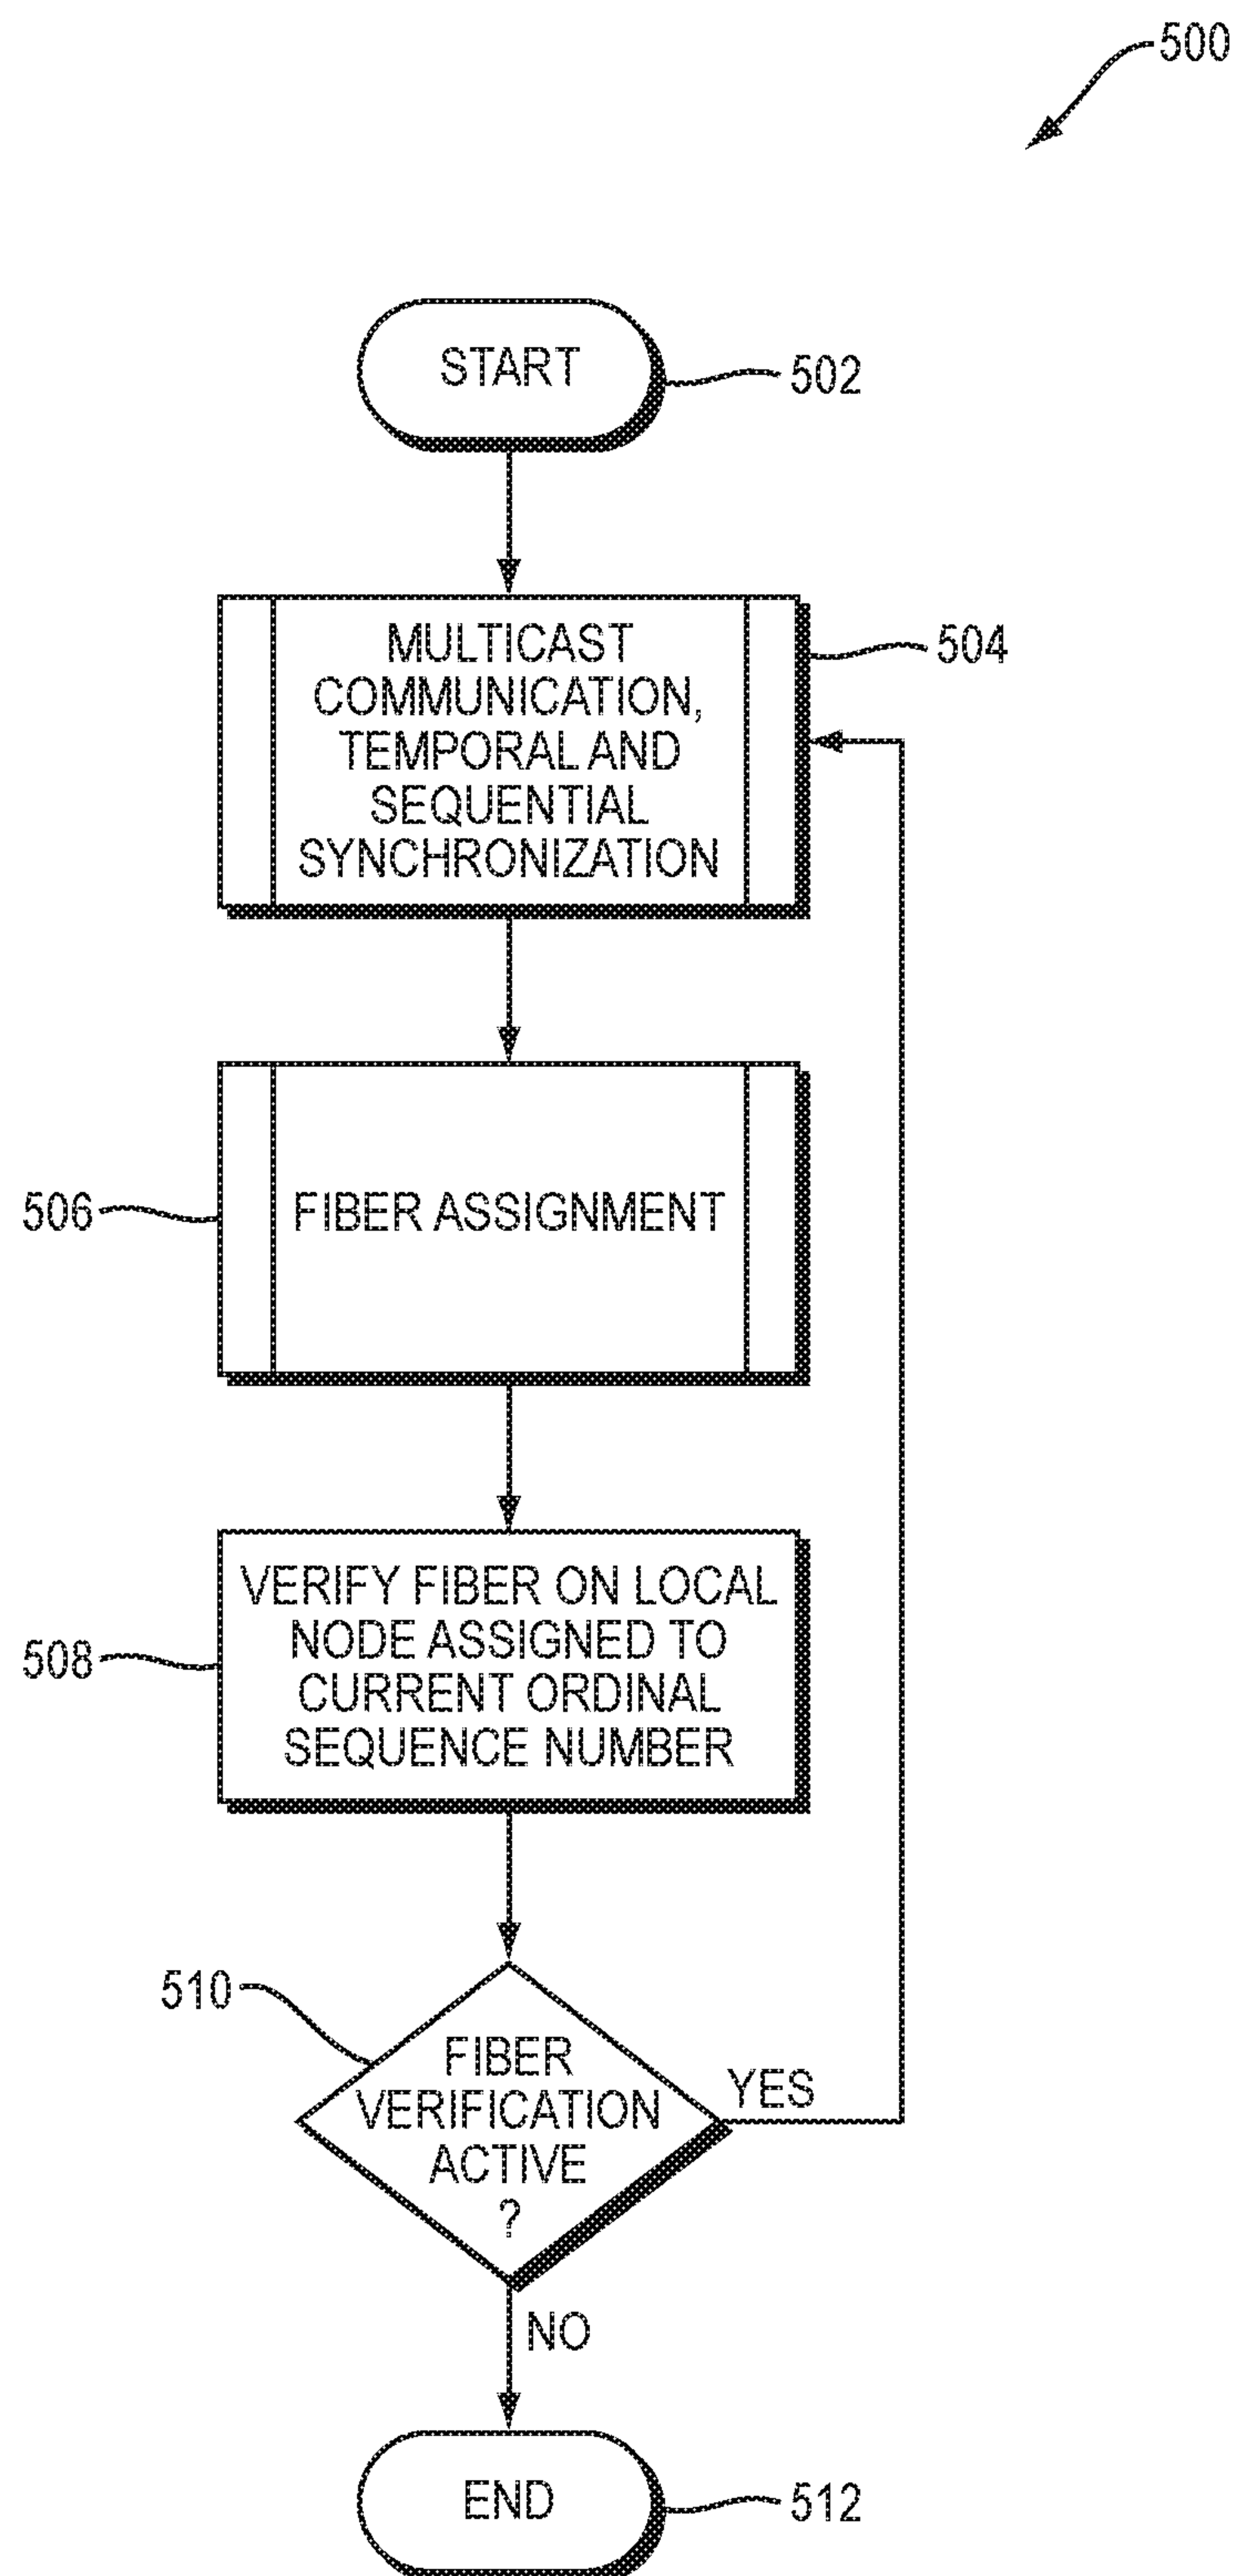 500
START
502
MULTICAST
COMMUNICATION,
TEMPORAL AND
SEQUENTIAL
SYNCHRONIZATION
504
506
FIBER ASSIGNMENT
508
VERIFY FIBER ON LOCAL
NODE ASSIGNED TO
CURRENT ORDINAL
SEQUENCE NUMBER
510
FIBER
VERIFICATION
ACTIVE
?
YES
NO
END
512